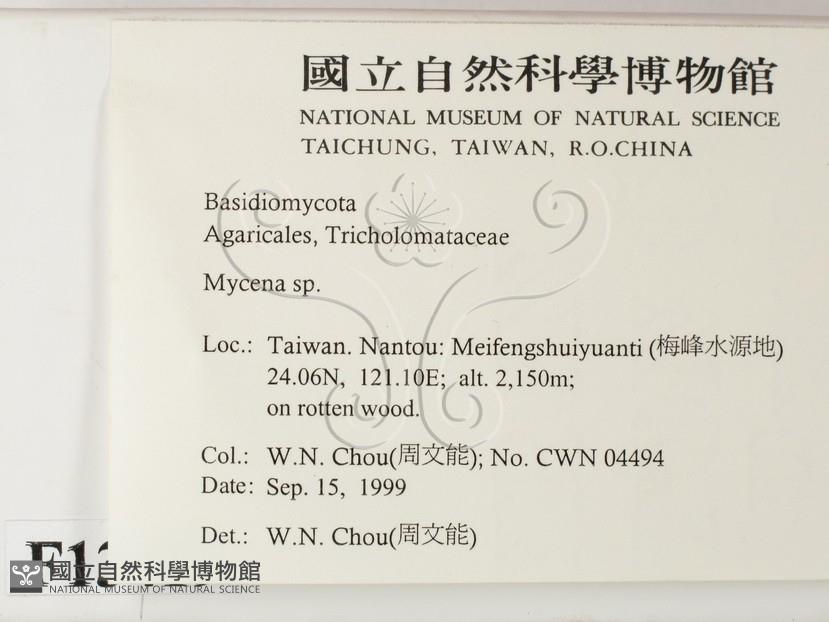 國立自然科學博物館
NATIONAL MUSEUM OF NATURAL SCIENCE
TAICHUNG, TAIWAN, R.O.CHINA
Basidiomycota
Agaricales, Tricholomataceae
Mycena sp.
Loc.: Taiwan. Nantou: Meifengshuiyuanti (梅峰水源地)
24.06N, 121.10E; alt. 2,150m;
on rotten wood.
Col.: W.N. Chou(周文能); No. CWN 04494
Date: Sep. 15, 1999
Det.: W.N. Chou(周文能)
國立自然科學博物館
NATIONAL MUSEUM OF NATURAL SCIENCE